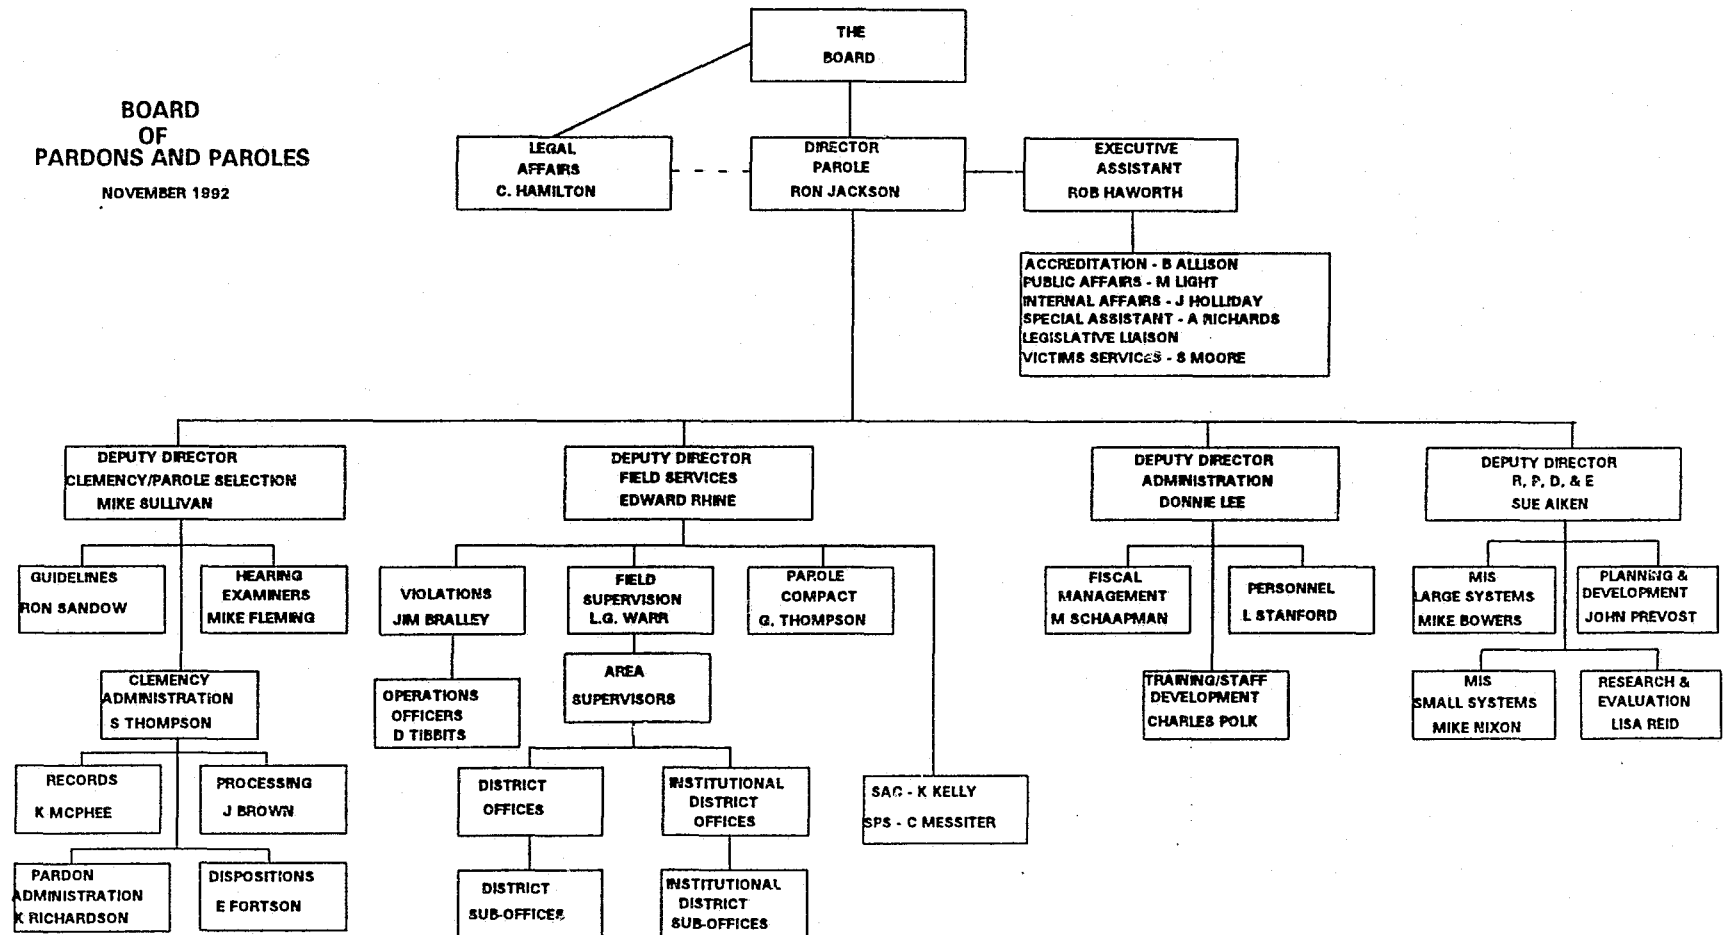 THE
BOARD
BOARD
OF
PARDONS AND PAROLES
NOVEMBER 1992
LEGAL
AFFAIRS
C. HAMILTON
DIRECTOR
PAROLE
RON JACKSON
EXECUTIVE
ASSISTANT
ROB HAWORTH
ACCREDITATION - B ALLISON
PUBLIC AFFAIRS - M LIGHT
INTERNAL AFFAIRS - J HOLLIDAY
SPECIAL ASSISTANT - A RICHARDS
LEGISLATIVE LIAISON
VICTIMS SERVICES - S MOORE
DEPUTY DIRECTOR
CLEMENCY/PAROLE SELECTION
MIKE SULLIVAN
DEPUTY DIRECTOR
FIELD SERVICES
EDWARD RHINE
DEPUTY DIRECTOR
ADMINISTRATION
DONNIE LEE
DEPUTY DIRECTOR
R, P, D, & E
SUE AIKEN
GUIDELINES
RON SANDOW
HEARING
EXAMINERS
MIKE FLEMING
VIOLATIONS
JIM BRALLEY
FIELD
SUPERVISION
L.G. WARR
PAROLE
COMPACT
G. THOMPSON
FISCAL
MANAGEMENT
M SCHAAPMAN
PERSONNEL
L STANFORD
MIS
LARGE SYSTEMS
MIKE BOWERS
PLANNING &
DEVELOPMENT
JOHN PREVOST
CLEMENCY
ADMINISTRATION
S THOMPSON
OPERATIONS
OFFICERS
D TIBBITS
AREA
SUPERVISORS
TRAINING/STAFF
DEVELOPMENT
CHARLES POLK
MIS
SMALL SYSTEMS
MIKE NIXON
RESEARCH &
EVALUATION
LISA REID
RECORDS
K MCPHEE
PROCESSING
J BROWN
DISTRICT
OFFICES
INSTITUTIONAL
DISTRICT
OFFICES
SAC - K KELLY
SPS - C MESSITER
PARDON
ADMINISTRATION
K RICHARDSON
DISPOSITIONS
E FORTSON
DISTRICT
SUB-OFFICES
INSTITUTIONAL
DISTRICT
SUB-OFFICES